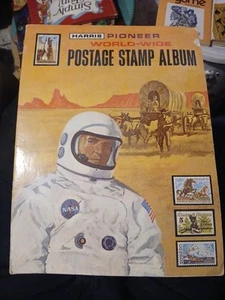 HARRIS PIONEER
WORLD-WIDE
POSTAGE STAMP ALBUM
NASA